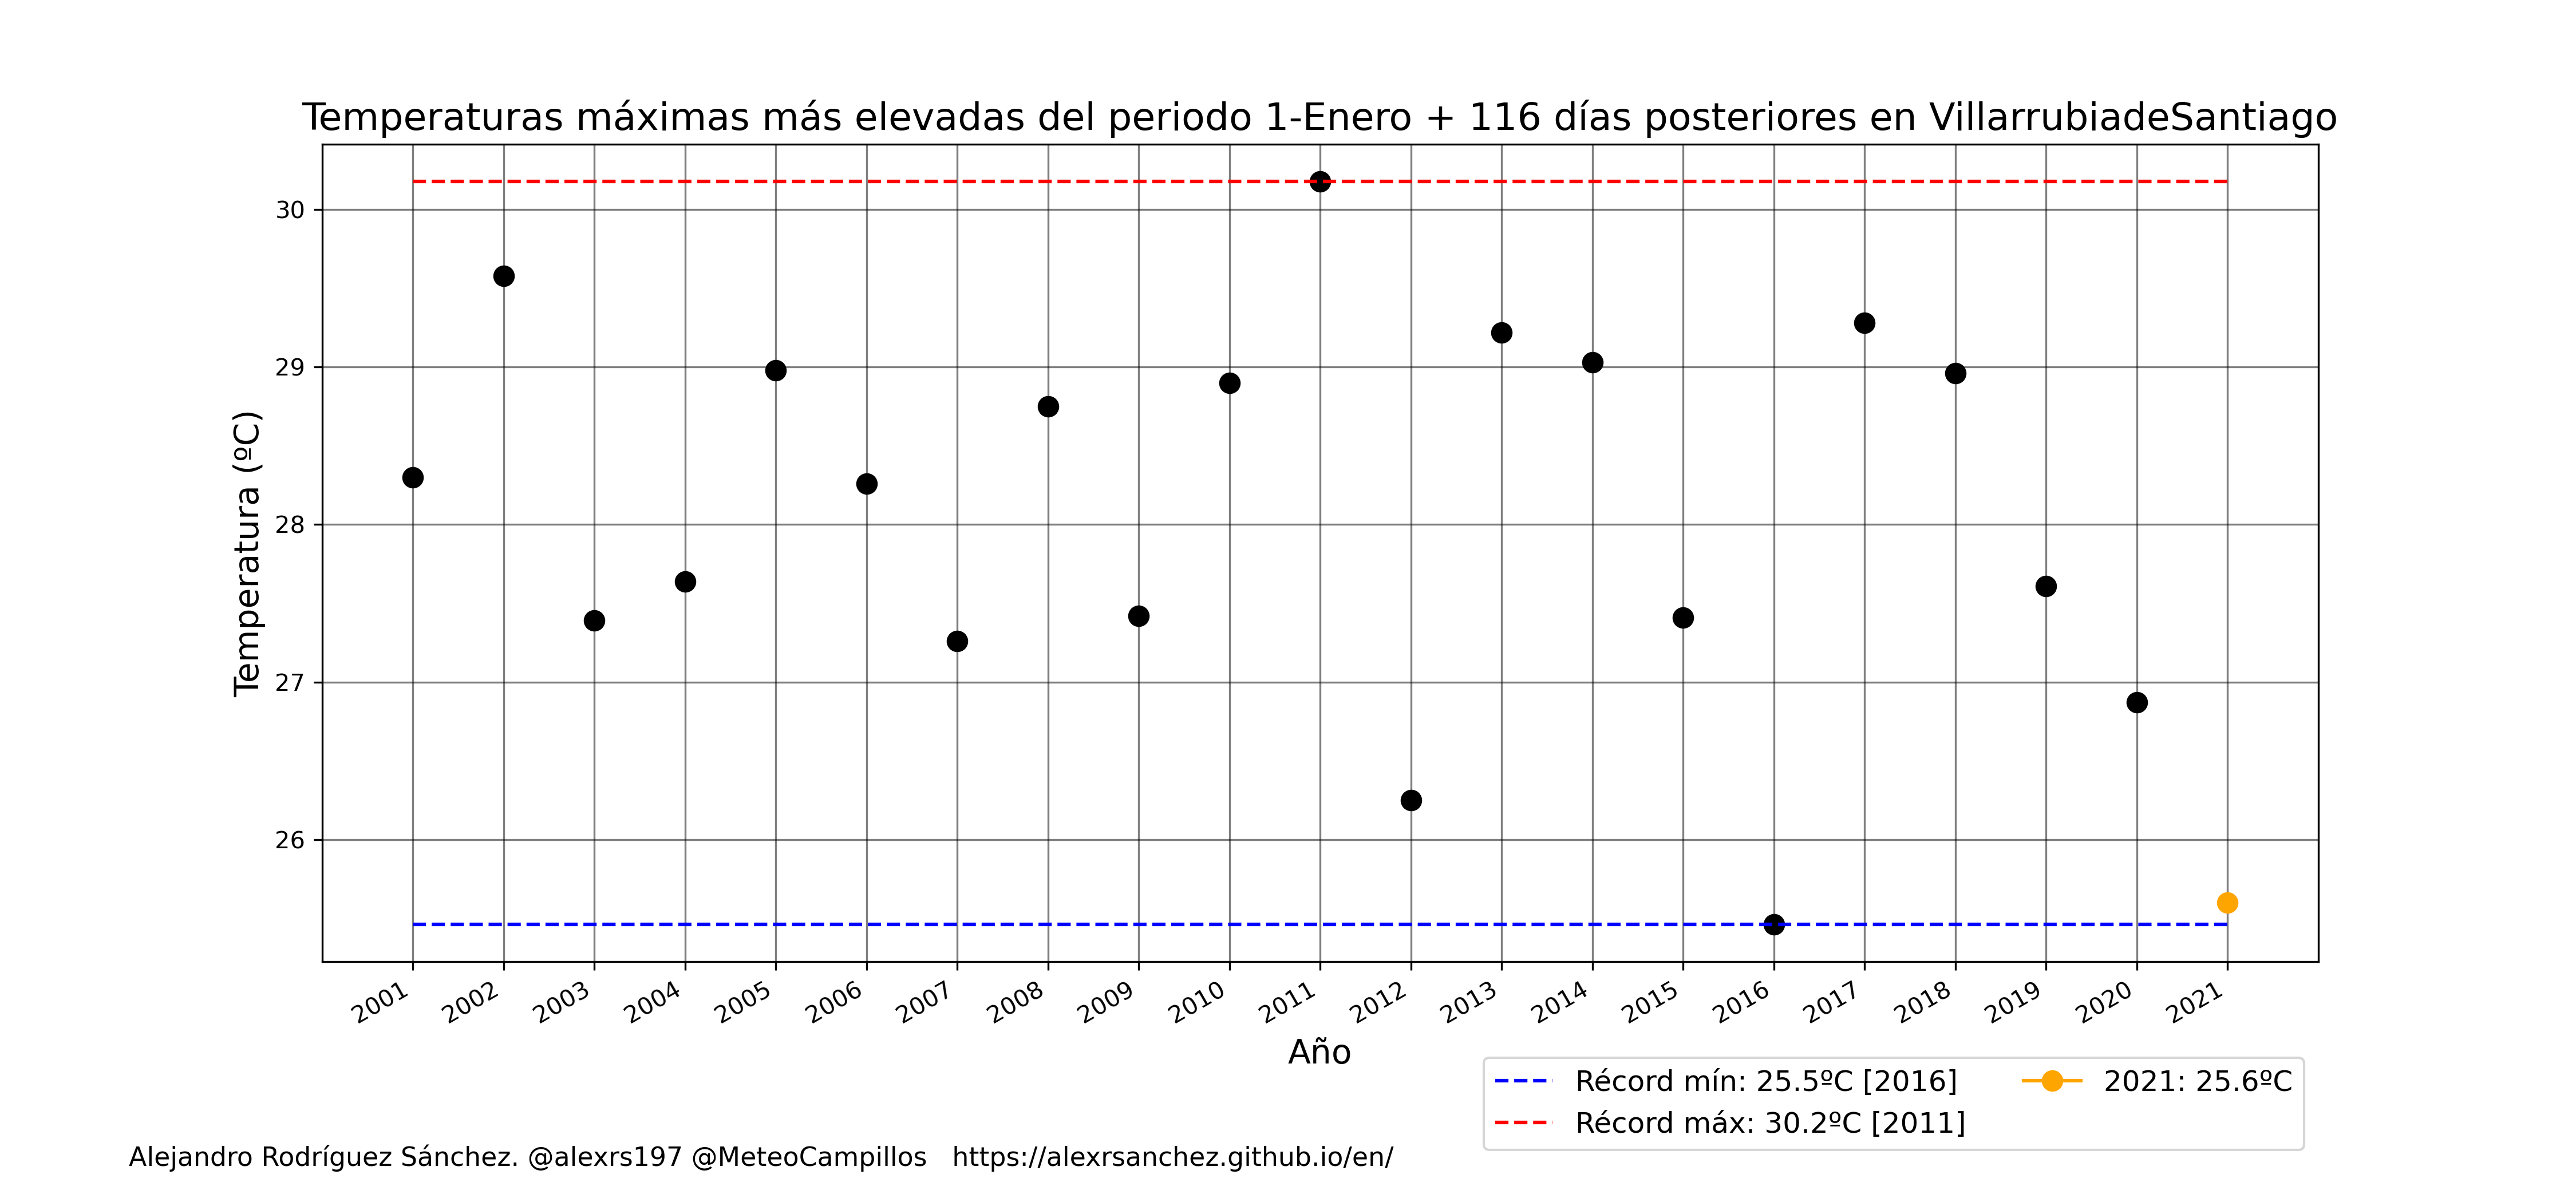 Temperaturas máximas más elevadas del periodo 1-Enero + 116 días posteriores en VillarrubiadeSantiago
Temperatura (ºC)
30
29
28
27
26
2001 2002 2003 2004 2005 2006 2007 2008 2009 2010 2011 2012 2013 2014 2015 2016 2017 2018 2019 2020 2021
Año
Récord mín: 25.5ºC [2016]
Récord máx: 30.2ºC [2011]
2021: 25.6ºC
Alejandro Rodríguez Sánchez. @alexrs197 @MeteoCampillos https://alexrsanchez.github.io/en/